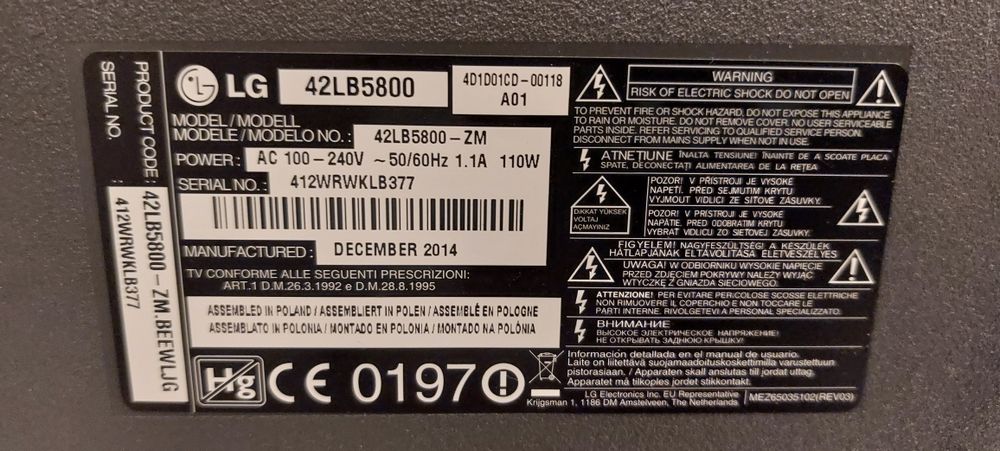 PRODUCT CODE: 42LB5800-ZM.BEEWLJG
SERIAL NO. 412WRWKLB377
LG 42LB5800
4D1D01CD-00118
A01
MODEL/MODELL
MODELE/MODELO NO.: 42LB5800-ZM
POWER: AC 100-240V ~50/60Hz 1.1A 110W
SERIAL NO.: 412WRWKLB377
MANUFACTURED: DECEMBER 2014
TV CONFORME ALLE SEGUENTI PRESCRIZIONI:
ART.1 D.M.26.3.1992 e D.M.28.8.1995
ASSEMBLED IN POLAND / ASSEMBLIERT IN POLEN / ASSEMBLÉ EN POLOGNE
ASSEMBLATO IN POLONIA / MONTADO EN POLONIA / MONTADO NA POLÓNIA
Hg CE 0197
WARNING
RISK OF ELECTRIC SHOCK DO NOT OPEN
TO PREVENT FIRE OR SHOCK HAZARD, DO NOT EXPOSE THIS APPLIANCE
TO RAIN OR MOISTURE. DO NOT REMOVE COVER. NO USER SERVICEABLE
PARTS INSIDE. REFER SERVICING TO QUALIFIED SERVICE PERSON.
DISCONNECT FROM MAINS SUPPLY WHEN NOT IN USE.
ATNEȚIUNE ÎNALTA TENSIUNE! ÎNAINTE DE A SCOATE PLACA
SPATE, DECONECTAȚI ALIMENTAREA DE LA REȚEA
DİKKAT YÜKSEK
VOLTAJ
AÇMAYINIZ
POZOR! V PŘÍSTROJI JE VYSOKÉ
NAPETÍ. PŘED SEJMUTIM KRYTU
VYJMOUT VIDLICI ZE SÍTOVÉ ZÁSUVKY.
POZOR! V PRÍSTROJI JE VYSOKÉ
NAPÄTIE. PRED ODOBRATIM KRYTU
VYBRAT VIDLICU ZO SIETOVEJ ZÁSUVKY.
FIGYELEM! NAGYFESZÜLTSÉG! A KÉSZÜLÉK
HÁTLAPJÁNAK ELTÁVOLÍTÁSA ÉLETVESZÉLYES
UWAGA! W ODBIORNIKU WYSOKIE NAPIĘCIE
PRZED ZDJĘCIEM POKRYWY NALEŻY WYJĄĆ
WTYCZKĘ Z GNIAZDA SIECIOWEGO.
ATTENZIONE! PER EVITARE PERICOLOSE SCOSSE ELETTRICHE
NON RIMUOVERE IL COPERCHIO E NON TOCCARE LE
PARTI INTERNE. RIVOLGETEVI A PERSONAL SPECIALIZZATO.
ВНИМАНИЕ
ВЫСОКОЕ ЭЛЕКТРИЧЕСКОЕ НАПРЯЖЕНИЕ!
НЕ ОТКРЫВАТЬ ЗАДНЮЮ КРЫШКУ!
Información detallada en el manual de usuario.
Laite on liitettävä suojamaadoituskoskettimilla varustettuun
pistorasiaan. / Apparaten skall anslutas till jordat uttag.
Apparatet må tilkoples jordet stikkontakt.
LG Electronics Inc. EU Representative
Krijgsman 1, 1186 DM Amstelveen, The Netherlands
MEZ65035102(REV03)